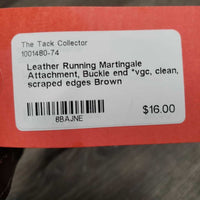 The Tack Collector
1001480-74
Leather Running Martingale
Attachment, Buckle end *vgc, clean,
scraped edges Brown
$16.00
8BAJNE